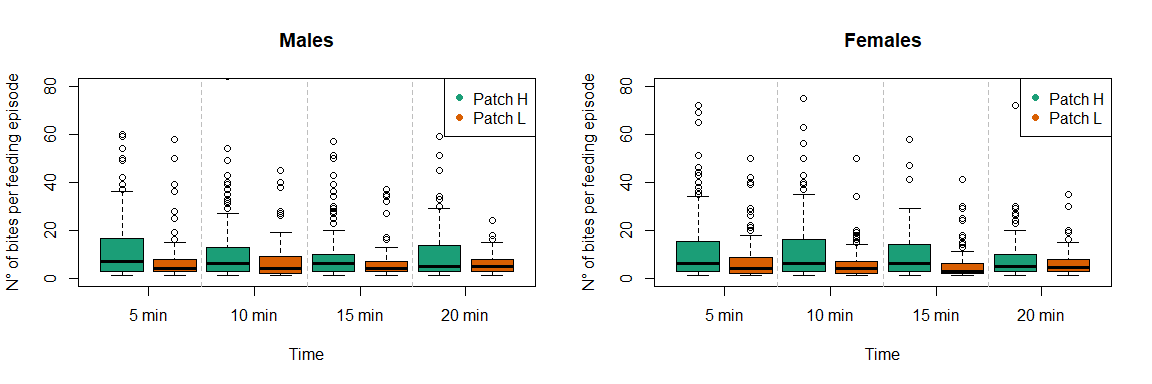 Males
N° of bites per feeding episode
80
60
40
20
0
Patch H
Patch L
5 min
10 min
15 min
20 min
Time
Females
N° of bites per feeding episode
80
60
40
20
0
Patch H
Patch L
5 min
10 min
15 min
20 min
Time